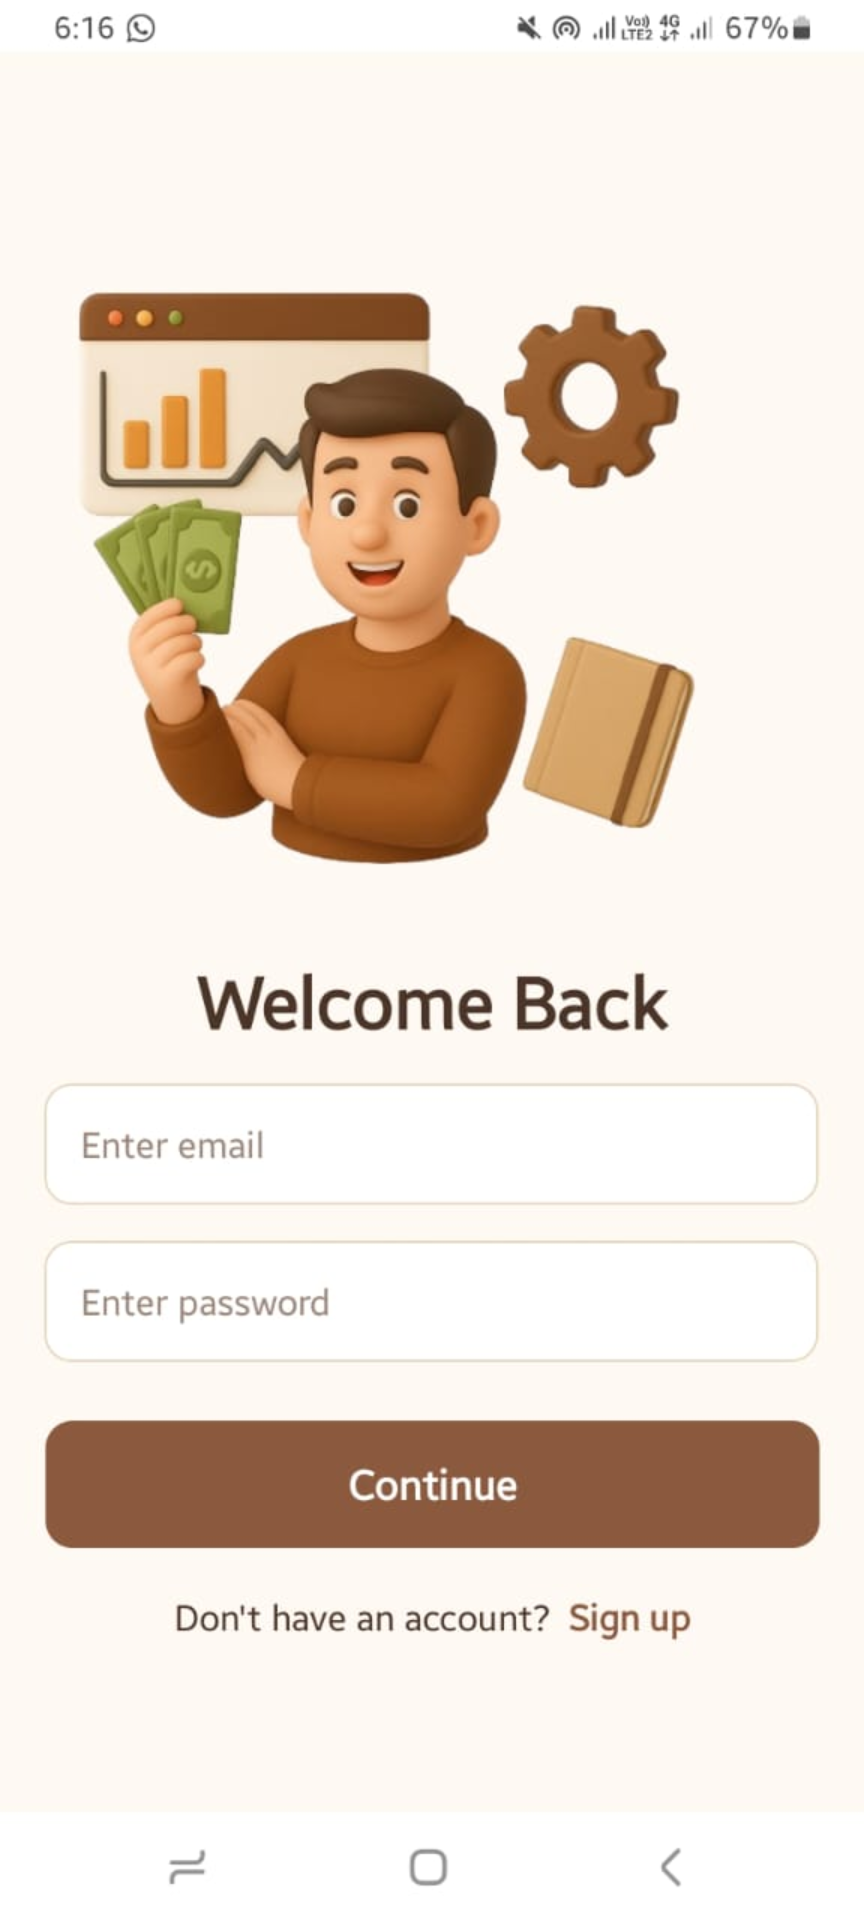 6:16 Vo)) LTE2 4G 67%
$
Welcome Back
Enter email
Enter password
Continue
Don't have an account? Sign up